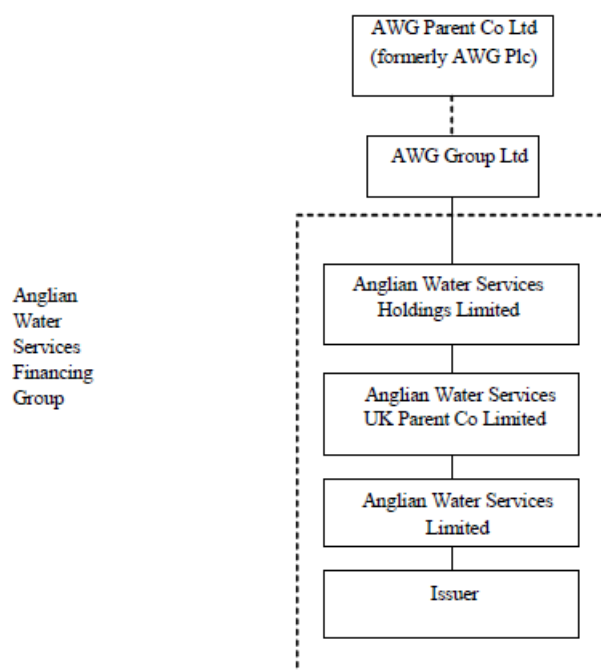 AWG Parent Co Ltd
(formerly AWG Plc)
AWG Group Ltd
Anglian
Water
Services
Financing
Group
Anglian Water Services
Holdings Limited
Anglian Water Services
UK Parent Co Limited
Anglian Water Services
Limited
Issuer